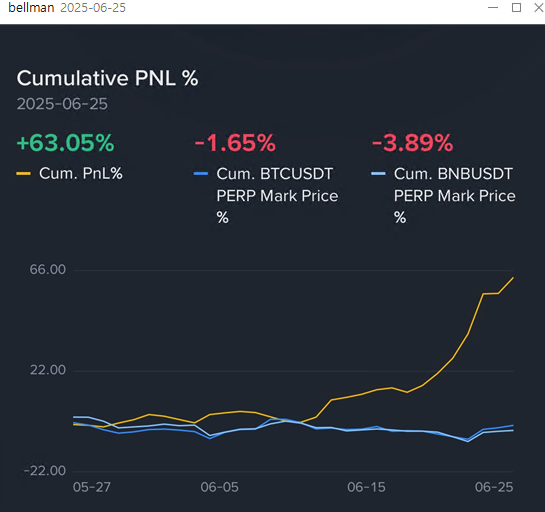 bellman 2025-06-25
Cumulative PNL %
2025-06-25
+63.05%
Cum. PnL%
-1.65%
Cum. BTCUSDT
PERP Mark Price
%
-3.89%
Cum. BNBUSDT
PERP Mark Price
%
66.00
22.00
-22.00
05-27
06-05
06-15
06-25